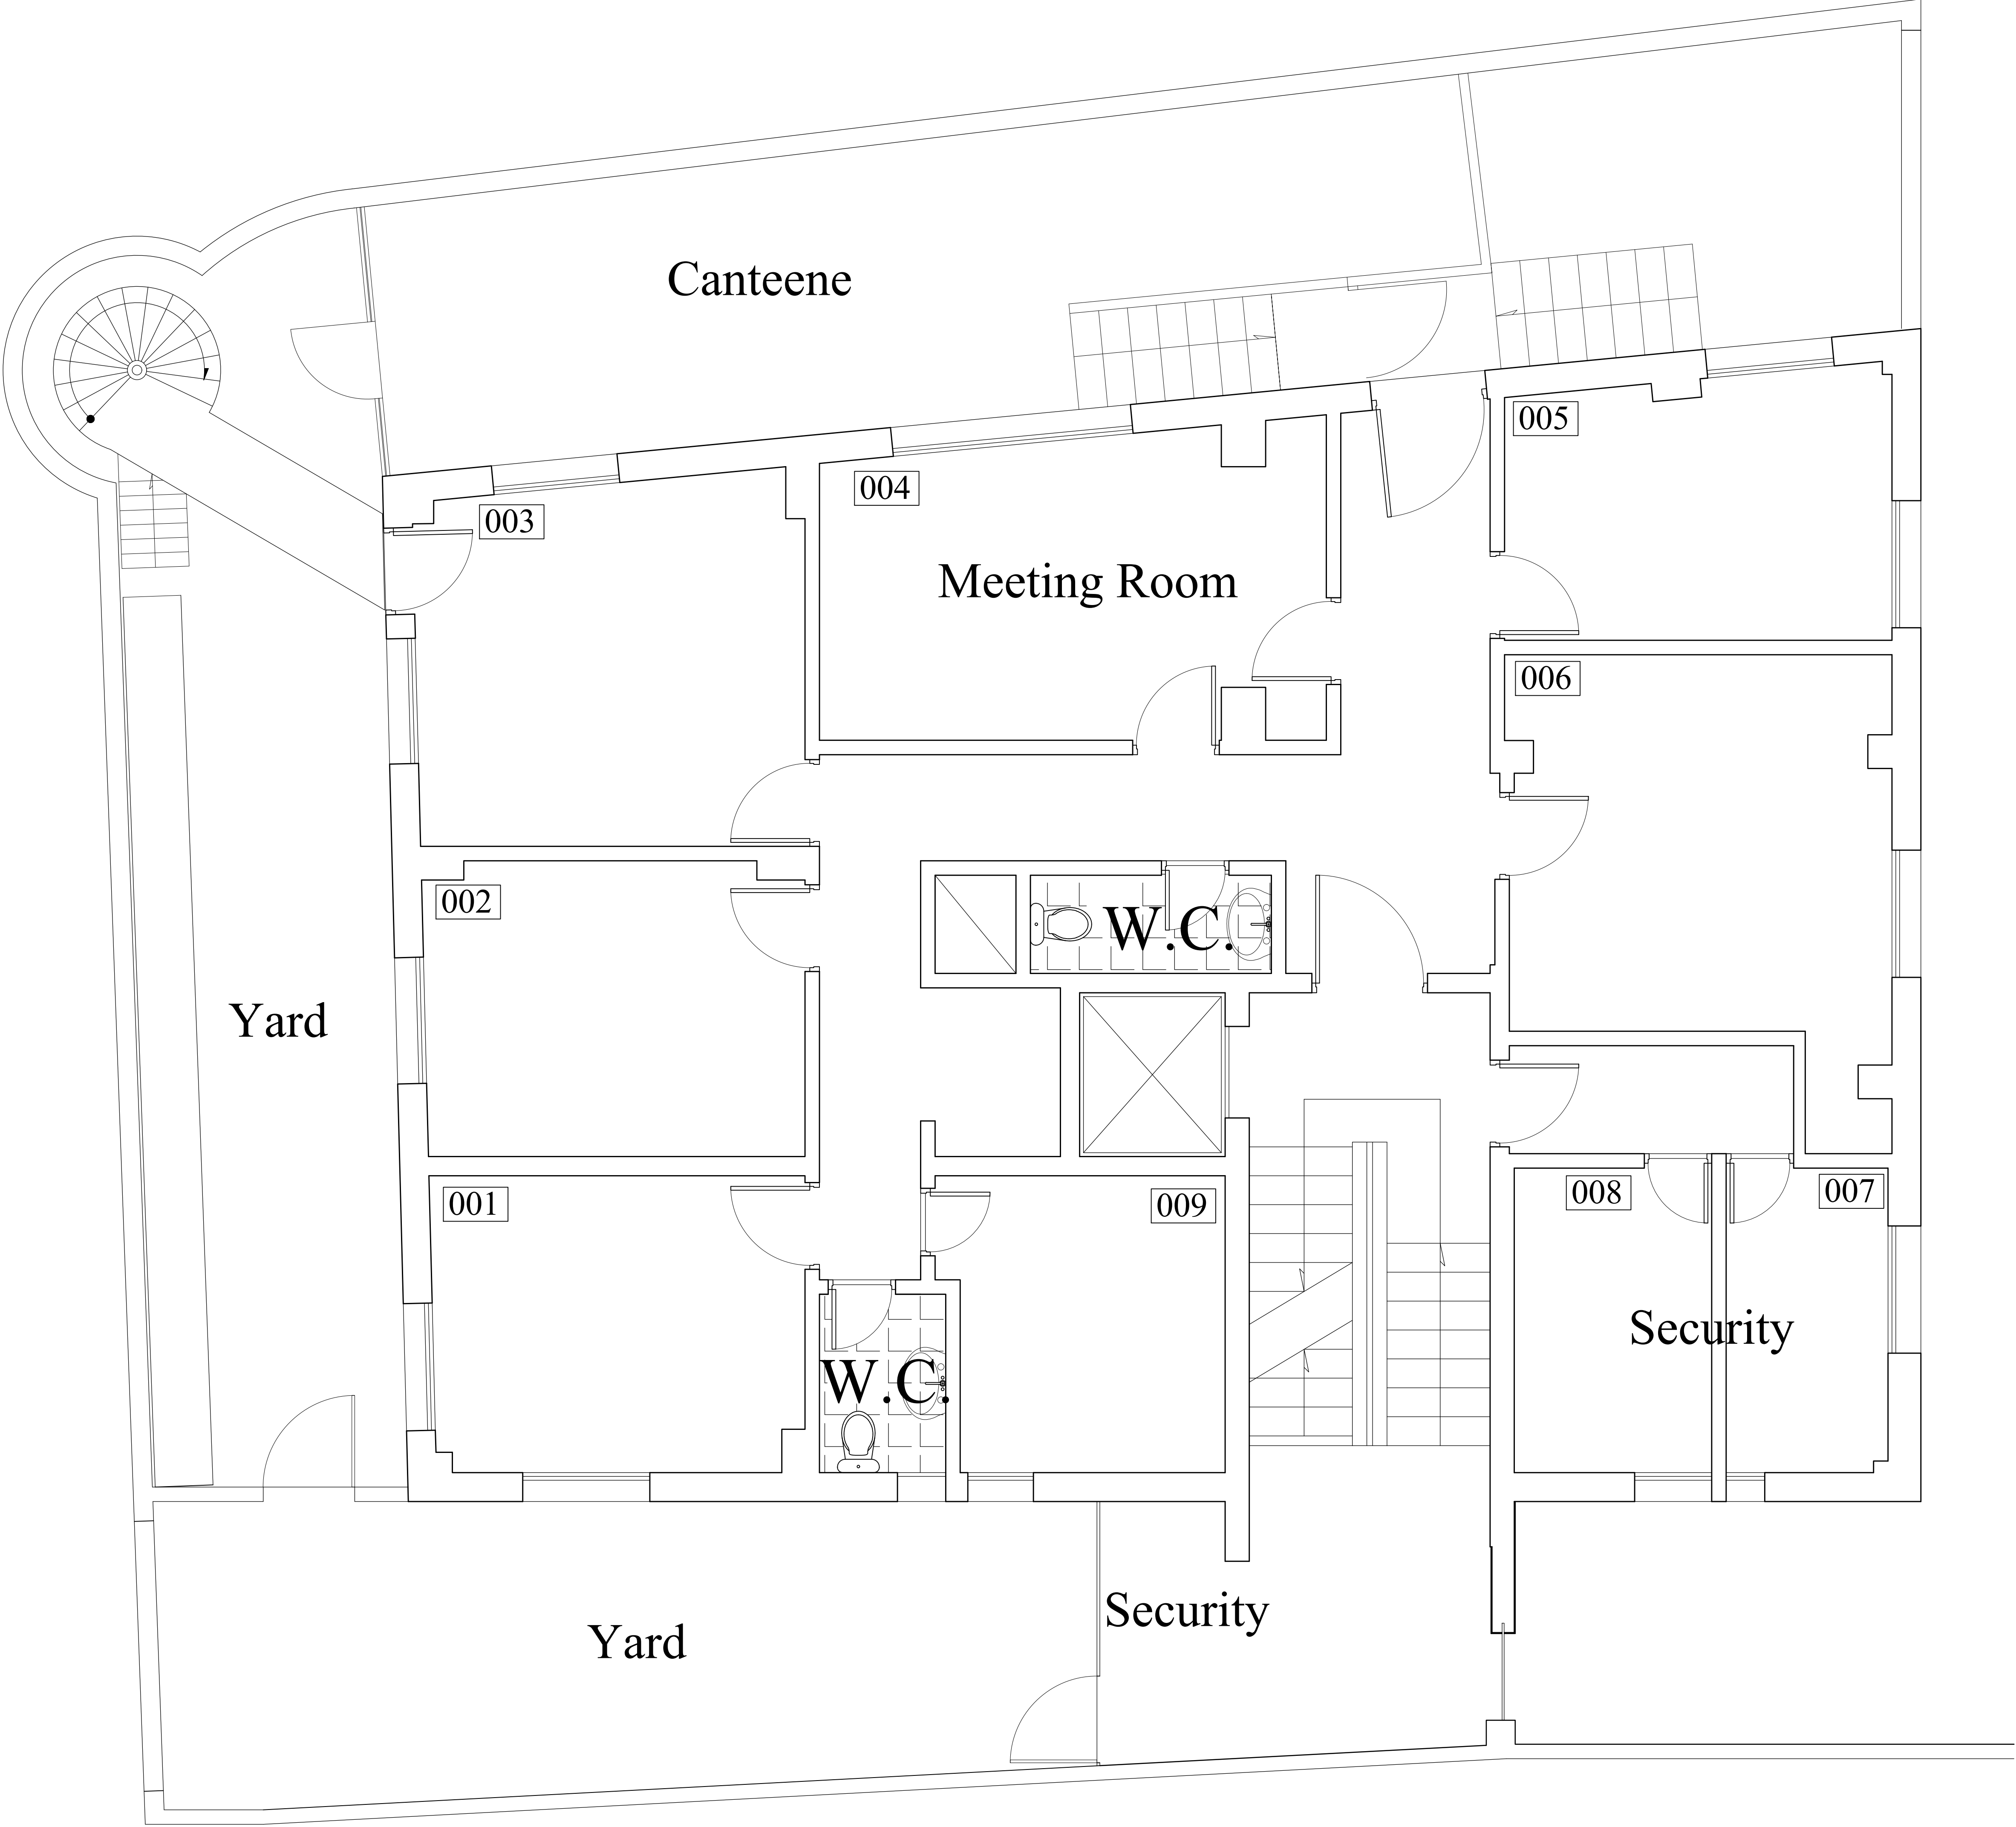 Canteene
005
004
003
Meeting Room
006
002
W.C.
Yard
001
009
008
007
Security
W.C.
Security
Yard